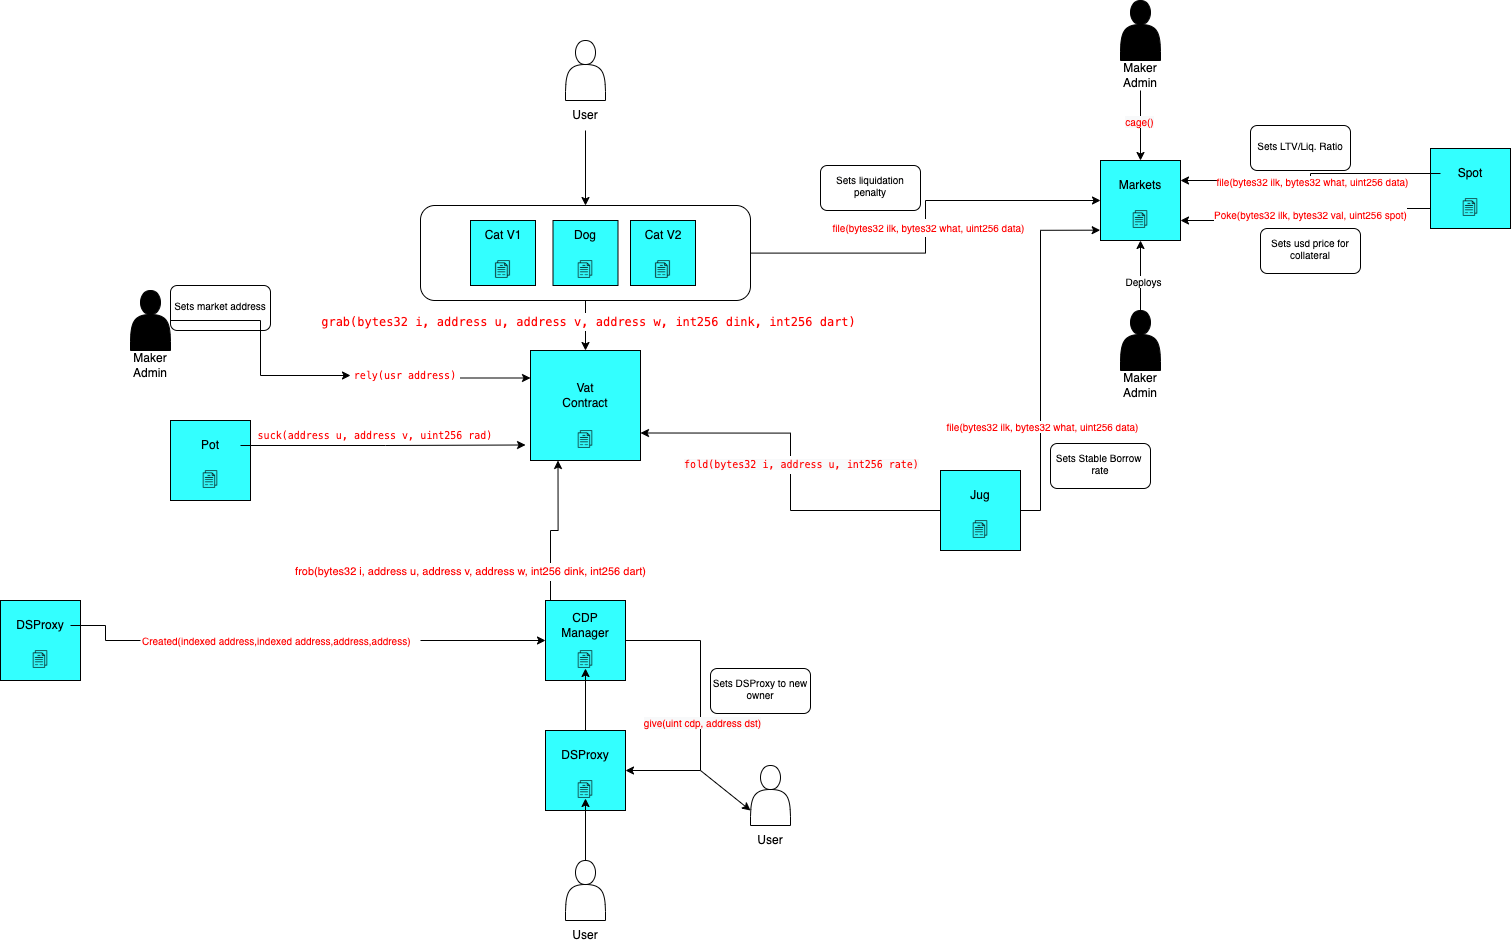 Maker
Admin
cage()
User
Sets LTV/Liq. Ratio
Sets liquidation
penalty
Markets
Spot
file(bytes32 ilk, bytes32 what, uint256 data)
Poke(bytes32 ilk, bytes32 val, uint256 spot)
Cat V1
Dog
Cat V2
file(bytes32 ilk, bytes32 what, uint256 data)
Sets usd price for
collateral
Deploys
Sets market address
grab(bytes32 i, address u, address v, address w, int256 dink, int256 dart)
Maker
Admin
Maker
Admin
rely(usr address)
Vat
Contract
Pot
suck(address u, address v, uint256 rad)
file(bytes32 ilk, bytes32 what, uint256 data)
fold(bytes32 i, address u, int256 rate)
Sets Stable Borrow
rate
Jug
frob(bytes32 i, address u, address v, address w, int256 dink, int256 dart)
DSProxy
Created(indexed address,indexed address,address,address)
CDP
Manager
Sets DSProxy to new
owner
give(uint cdp, address dst)
DSProxy
User
User